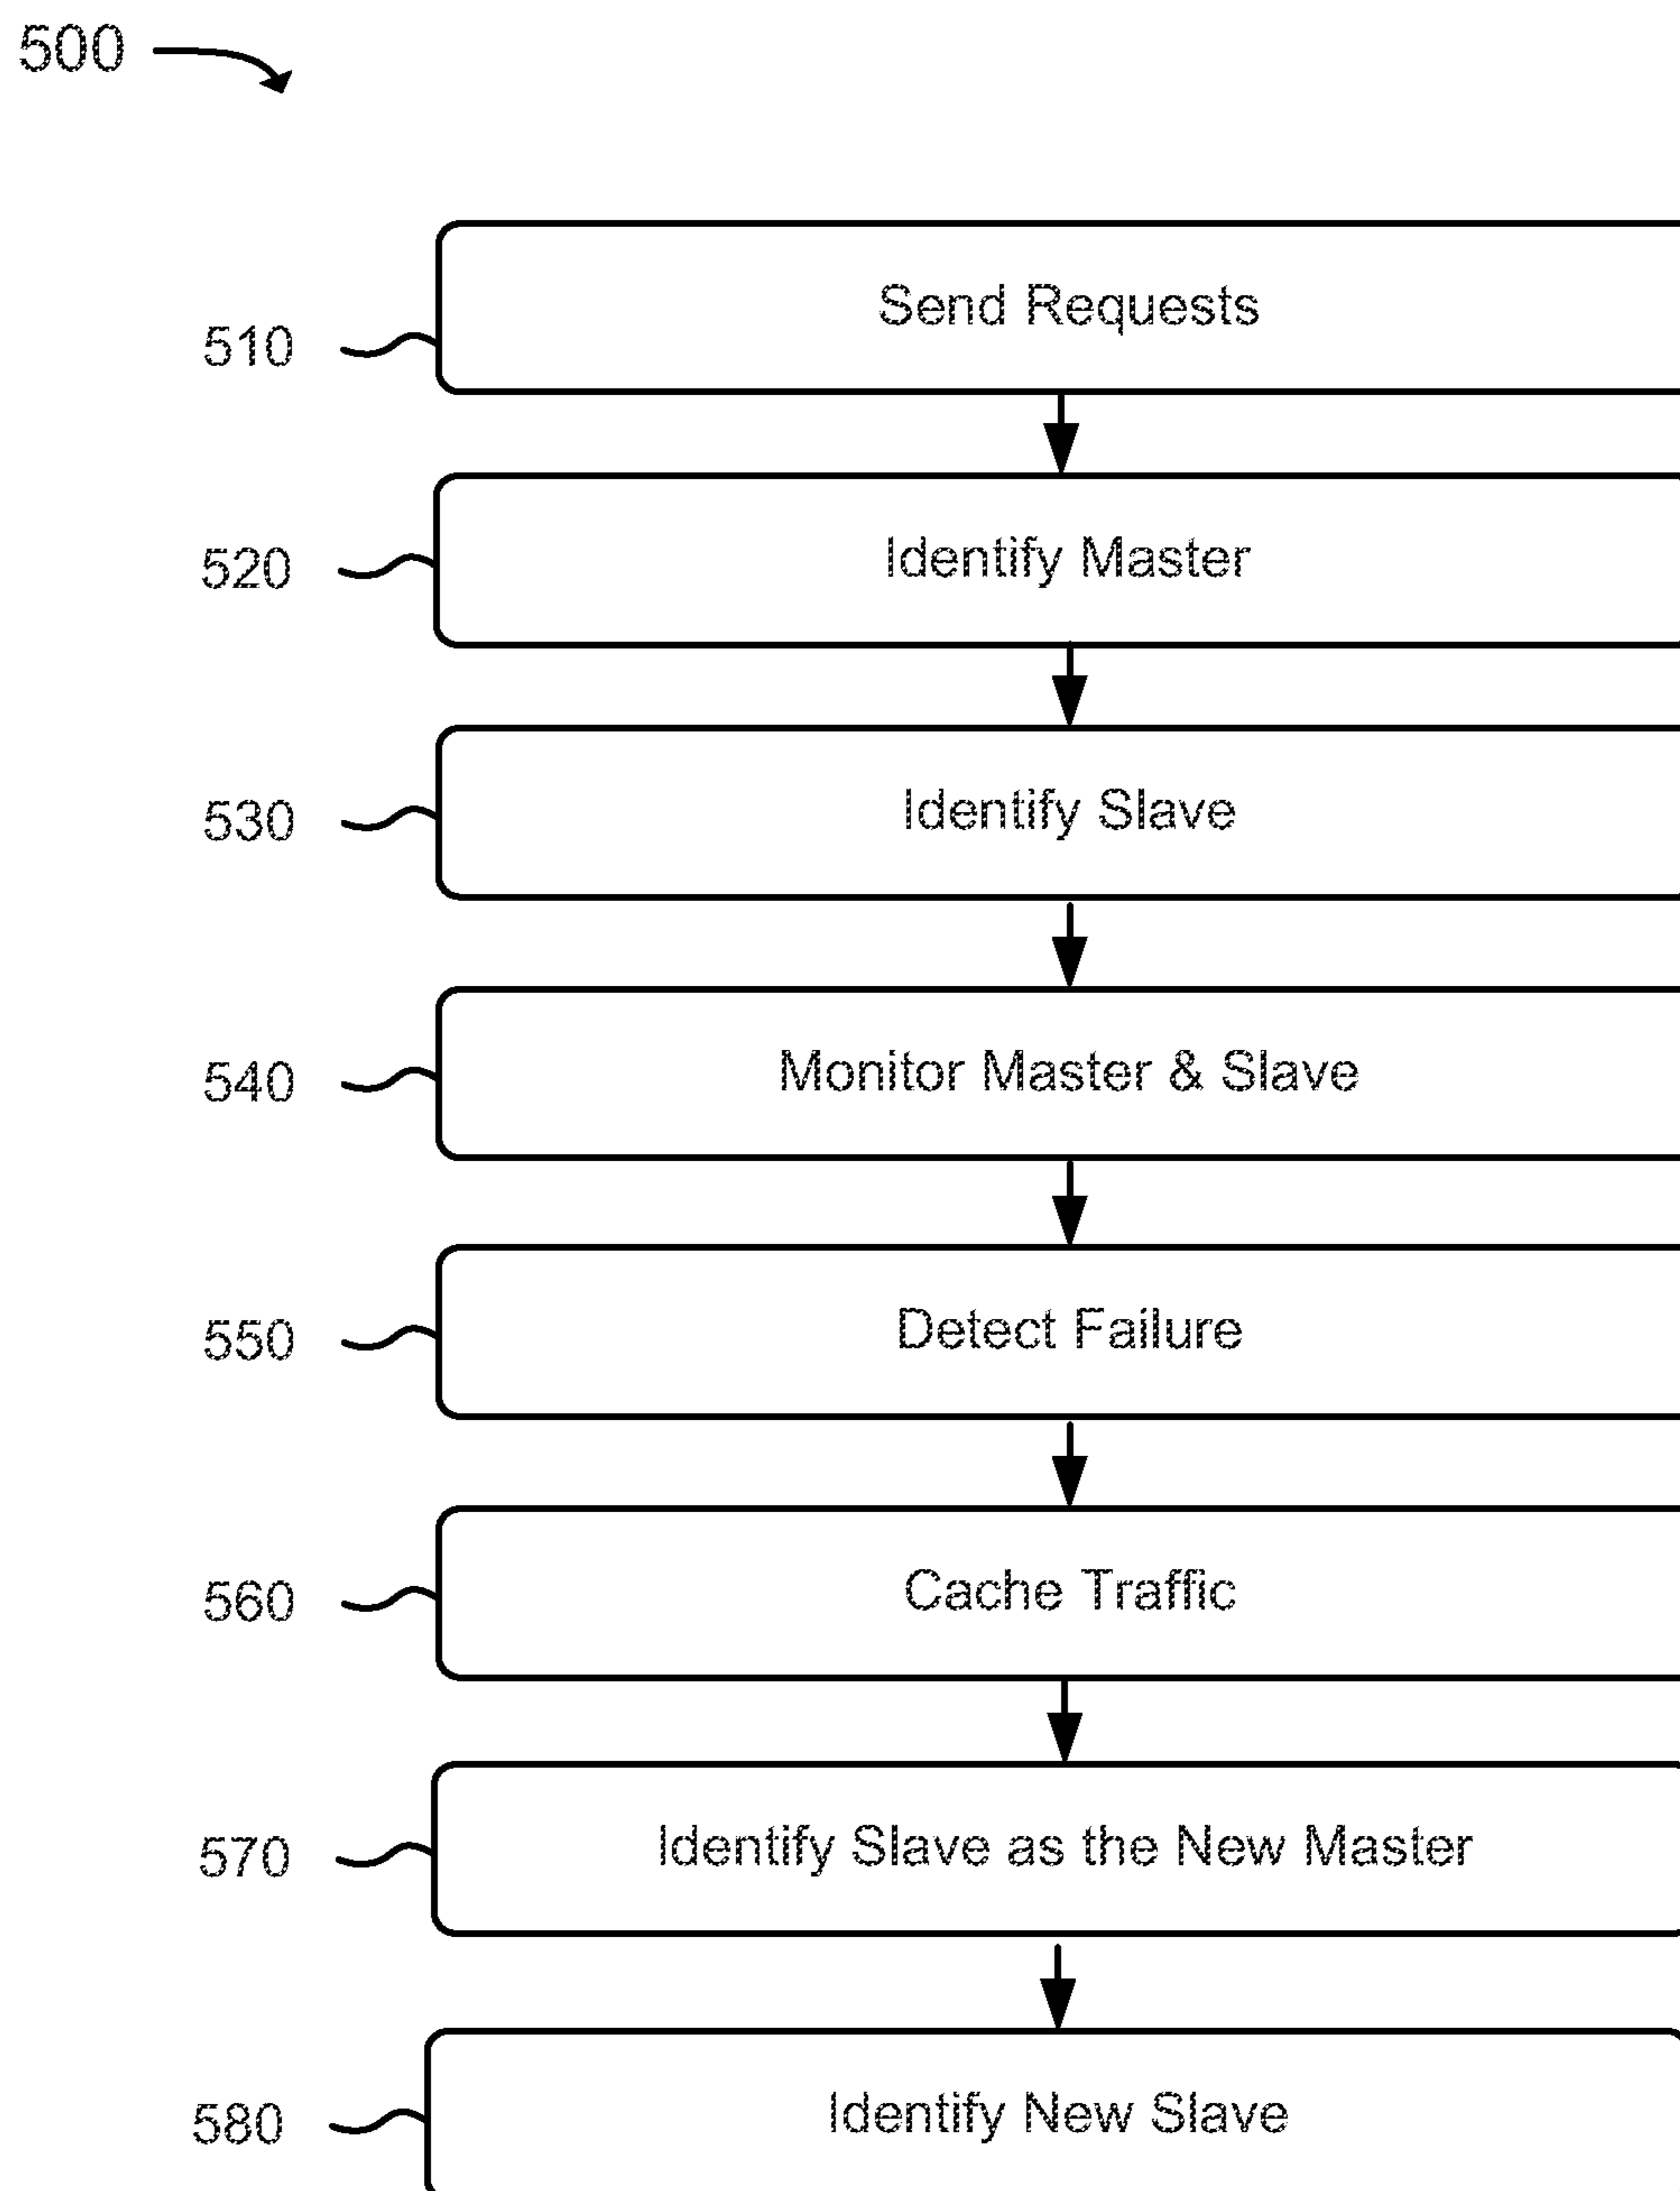 500
Send Requests
510
Identify Master
520
Identify Slave
530
Monitor Master & Slave
540
Detect Failure
550
Cache Traffic
560
Identify Slave as the New Master
570
Identify New Slave
580